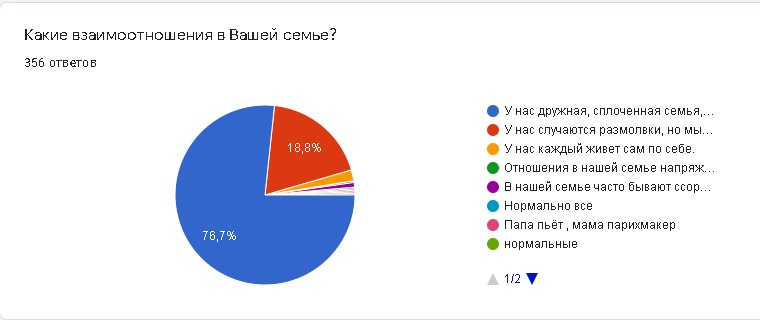 Какие взаимоотношения в Вашей семье?
356 ответов
18,8%
76,7%
У нас дружная, сплоченная семья,...
У нас случаются размолвки, но мы...
У нас каждый живет сам по себе.
Отношения в нашей семье напряж...
В нашей семье часто бывают ссор...
Нормально все
Папа пьёт , мама парихмакер
нормальные
1/2